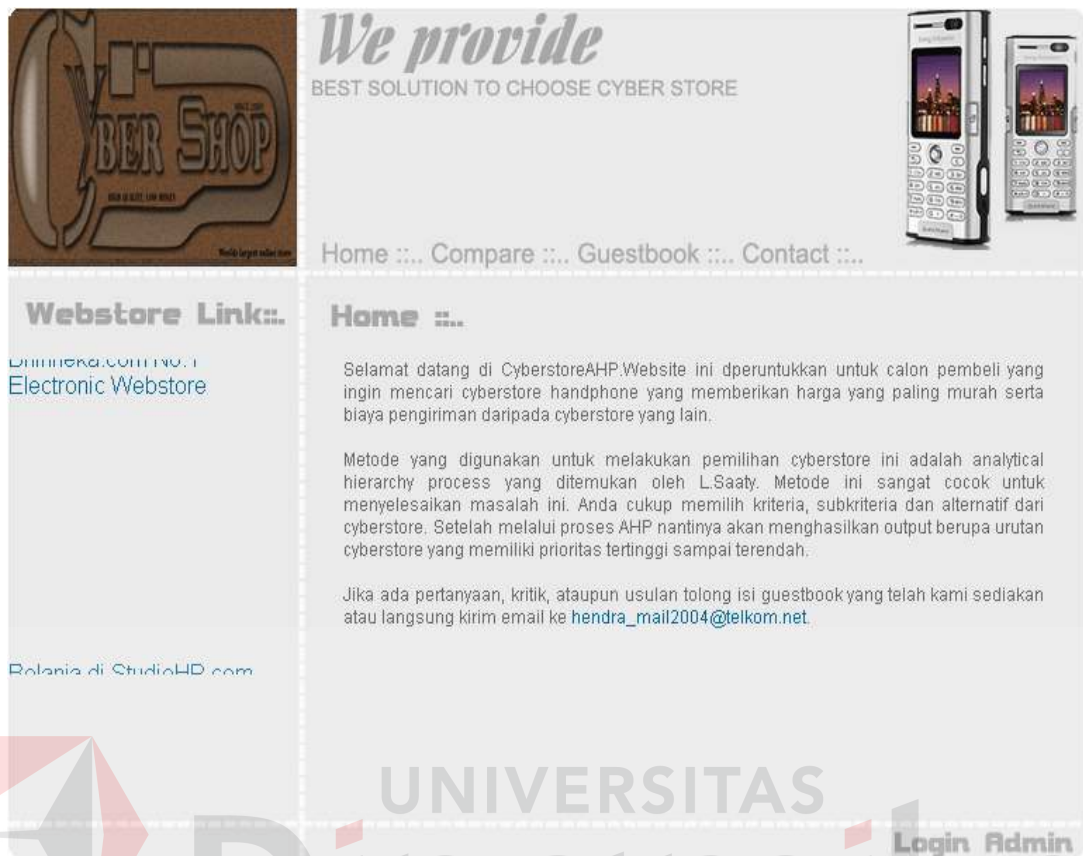 CYBER SHOP
We provide
BEST SOLUTION TO CHOOSE CYBER STORE
Home ::.. Compare ::.. Guestbook ::.. Contact ::..
Webstore Link::.
Electronic Webstore
Belanja di StudioHP.com
Home ::..
Selamat datang di CyberstoreAHP.Website ini dperuntukkan untuk calon pembeli yang
ingin mencari cyberstore handphone yang memberikan harga yang paling murah serta
biaya pengiriman daripada cyberstore yang lain.
Metode yang digunakan untuk melakukan pemilihan cyberstore ini adalah analytical
hierarchy process yang ditemukan oleh L.Saaty. Metode ini sangat cocok untuk
menyelesaikan masalah ini. Anda cukup memilih kriteria, subkriteria dan alternatif dari
cyberstore. Setelah melalui proses AHP nantinya akan menghasilkan output berupa urutan
cyberstore yang memiliki prioritas tertinggi sampai terendah.
Jika ada pertanyaan, kritik, ataupun usulan tolong isi guestbook yang telah kami sediakan
atau langsung kirim email ke hendra_mail2004@telkom.net.
UNIVERSITAS
Login Admin